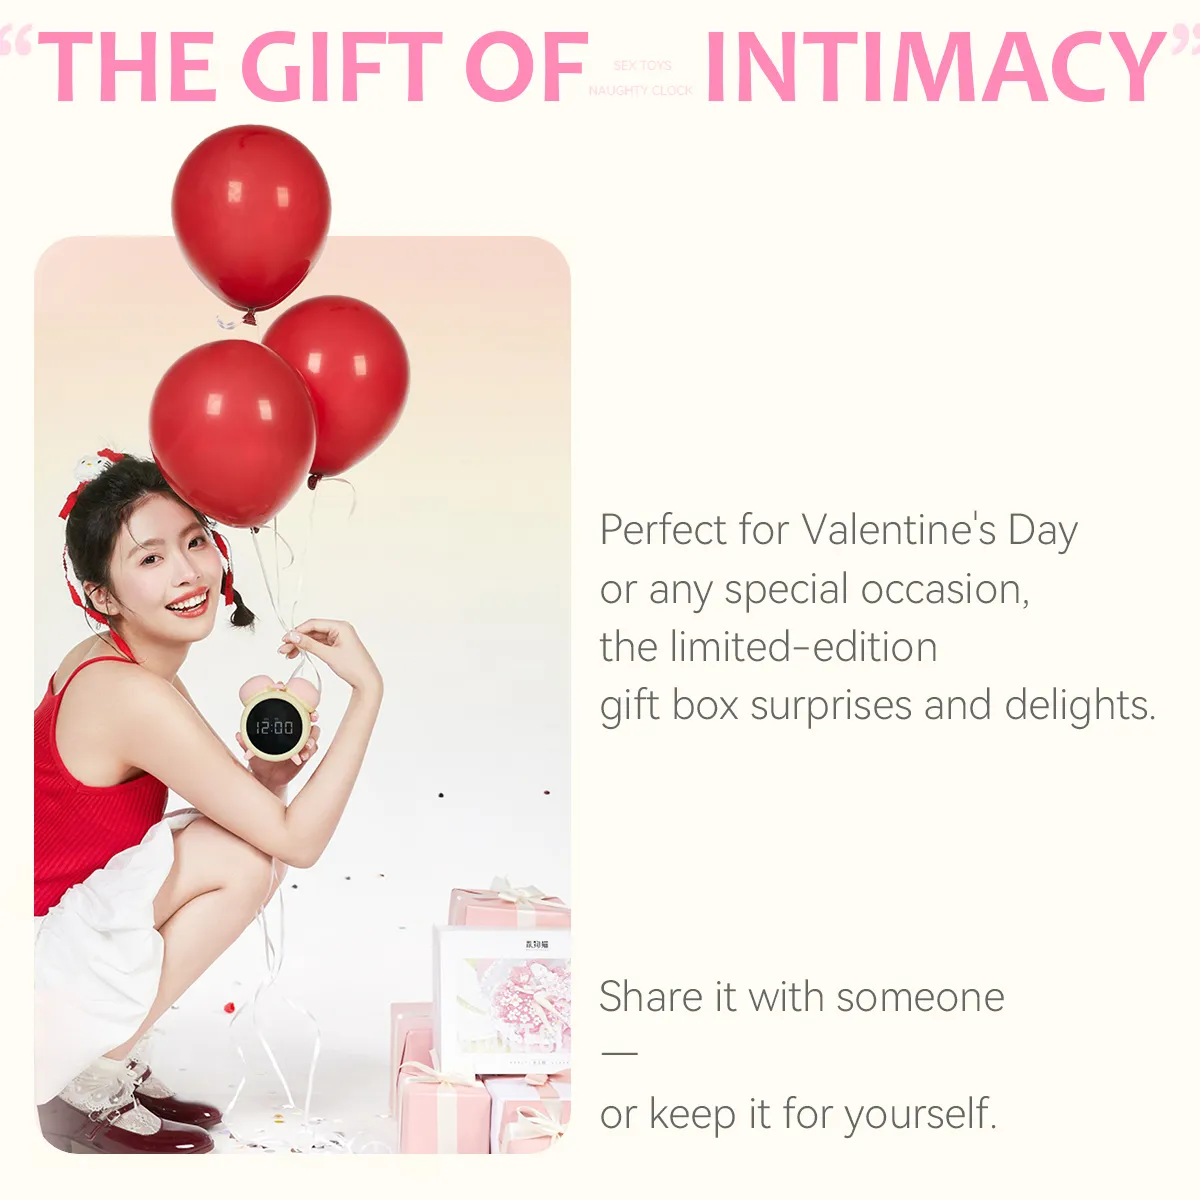 “THE GIFT OF INTIMACY”
SEX TOYS
NAUGHTY CLOCK
12:00
Perfect for Valentine's Day
or any special occasion,
the limited-edition
gift box surprises and delights.
Share it with someone
—
or keep it for yourself.